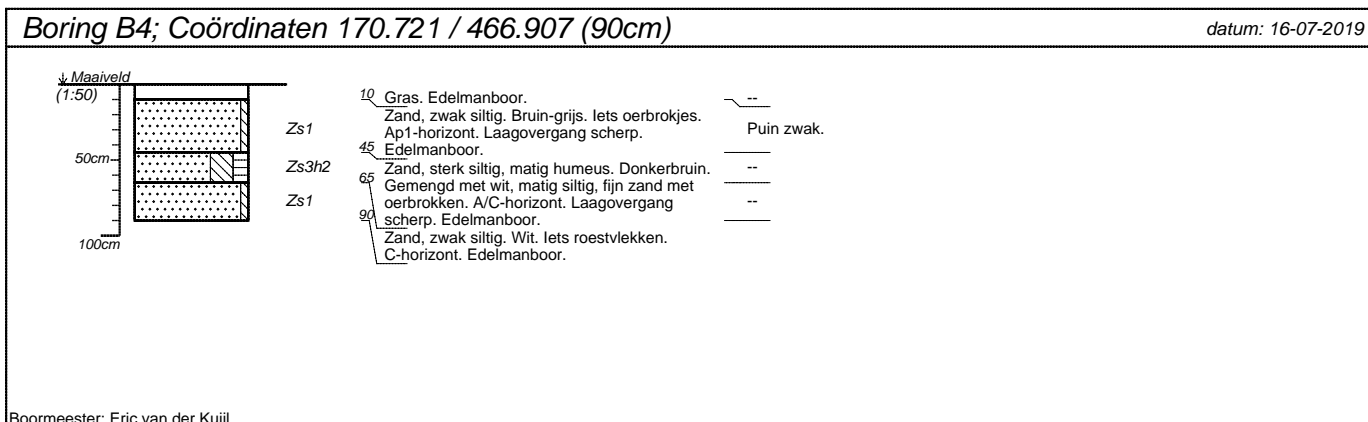 Boring B4; Coördinaten 170.721 / 466.907 (90cm)
datum: 16-07-2019
Maaiveld
(1:50)
50cm
100cm
Zs1
Zs3h2
Zs1
10 Gras. Edelmanboor.
Zand, zwak siltig. Bruin-grijs. Iets oerbrokjes.
Ap1-horizont. Laagovergang scherp.
45 Edelmanboor.
Zand, sterk siltig, matig humeus. Donkerbruin.
65 Gemengd met wit, matig siltig, fijn zand met
oerbrokken. A/C-horizont. Laagovergang
90 scherp. Edelmanboor.
Zand, zwak siltig. Wit. Iets roestvlekken.
C-horizont. Edelmanboor.
--
Puin zwak.
--
--
Boormeester: Eric van der Kuijl